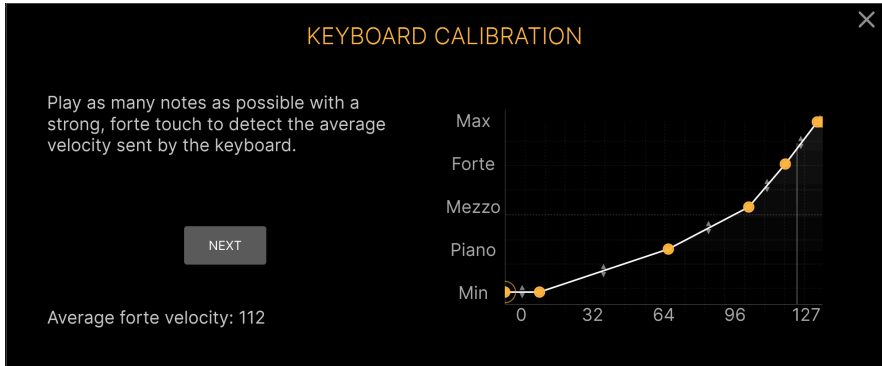 KEYBOARD CALIBRATION
Play as many notes as possible with a
strong, forte touch to detect the average
velocity sent by the keyboard.
NEXT
Average forte velocity: 112
Max
Forte
Mezzo
Piano
Min
0 32 64 96 127